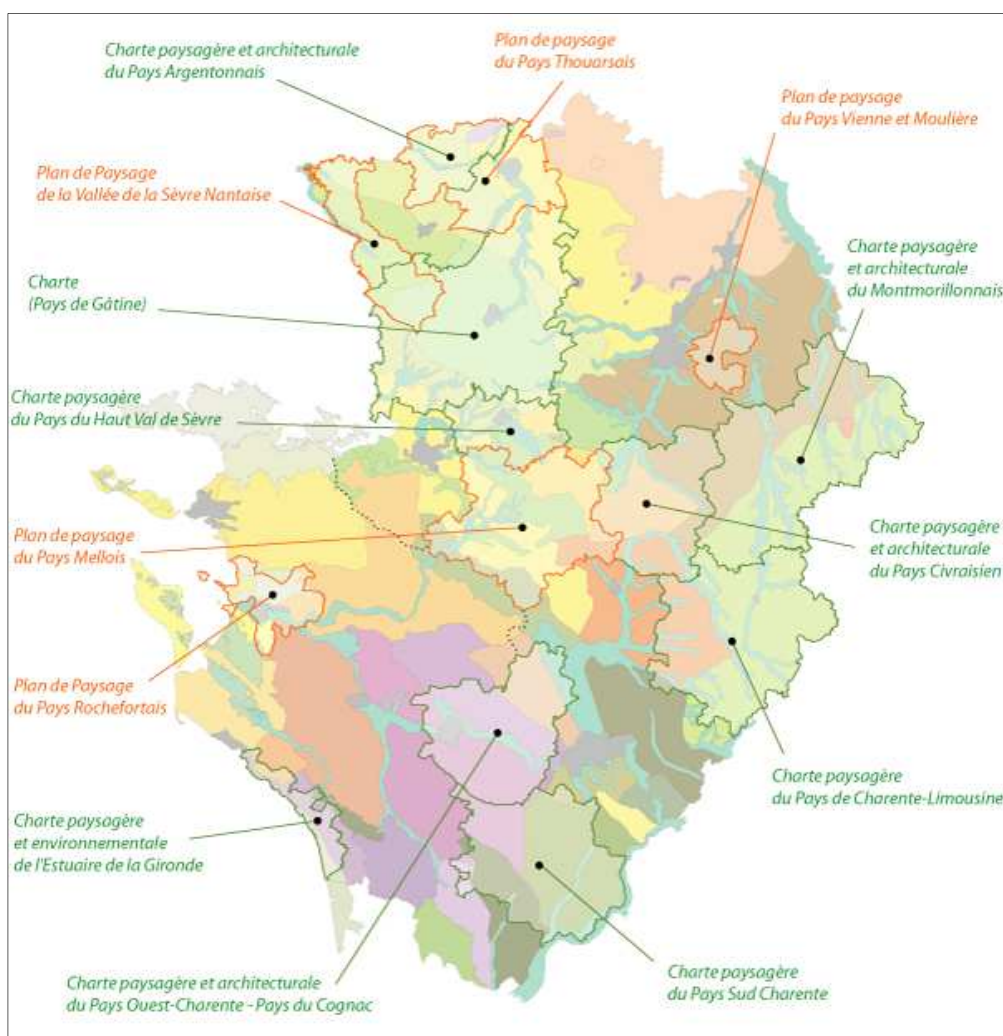 Charte paysagère et architecturale
du Pays Argentonnais
Plan de paysage
du Pays Thouarsais
Plan de paysage
du Pays Vienne et Moulière
Plan de Paysage
de la Vallée de la Sèvre Nantaise
Charte paysagère
et architecturale
du Montmorillonnais
Charte
(Pays de Gâtine)
Charte paysagère
du Pays du Haut Val de Sèvre
Plan de paysage
du Pays Mellois
Charte paysagère
et architecturale
du Pays Civraisien
Plan de Paysage
du Pays Rochefortais
Charte paysagère
du Pays de Charente-Limousine
Charte paysagère
et environnementale
de l'Estuaire de la Gironde
Charte paysagère et architecturale
du Pays Ouest-Charente - Pays du Cognac
Charte paysagère
du Pays Sud Charente